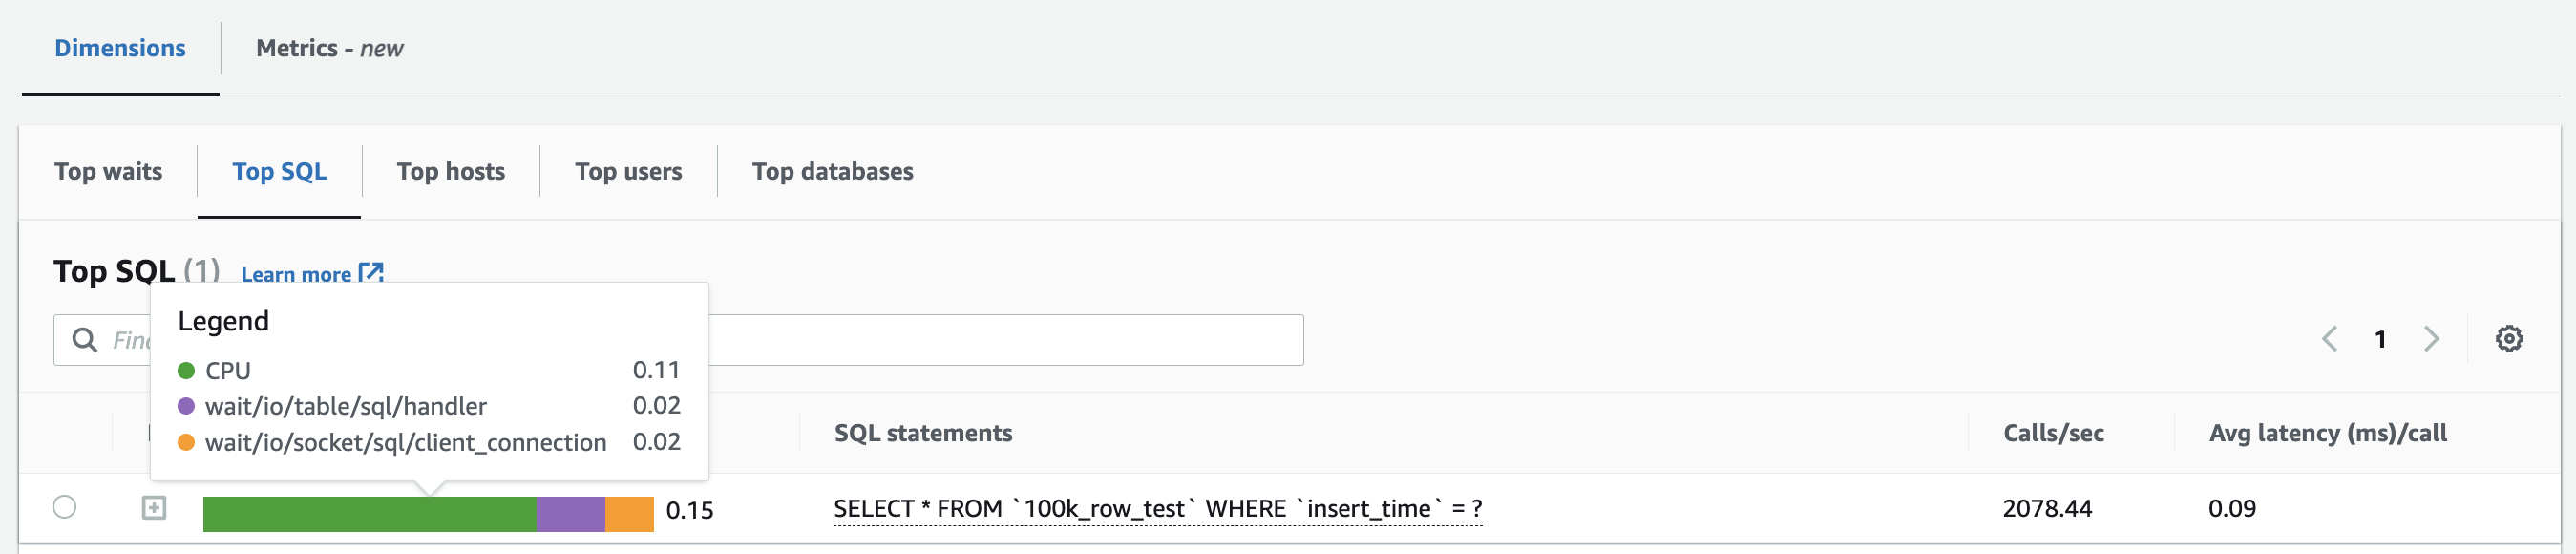 Dimensions
Metrics - new
Top waits
Top SQL
Top hosts
Top users
Top databases
Top SQL (1) Learn more
Legend
CPU 0.11
wait/io/table/sql/handler 0.02
wait/io/socket/sql/client_connection 0.02
1
SQL statements
Calls/sec
Avg latency (ms)/call
0.15
SELECT * FROM `100k_row_test` WHERE `insert_time` = ?
2078.44
0.09